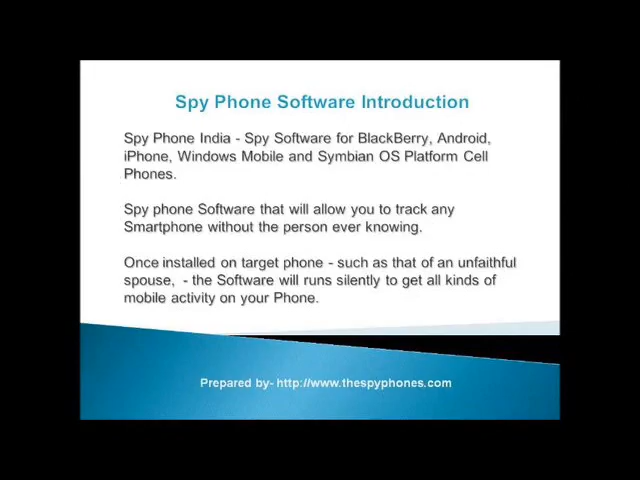 Spy Phone Software Introduction
Spy Phone India - Spy Software for BlackBerry, Android,
iPhone, Windows Mobile and Symbian OS Platform Cell
Phones.
Spy phone Software that will allow you to track any
Smartphone without the person ever knowing.
Once installed on target phone - such as that of an unfaithful
spouse,  - the Software will runs silently to get all kinds of
mobile activity on your Phone.
Prepared by- http://www.thespyphones.com